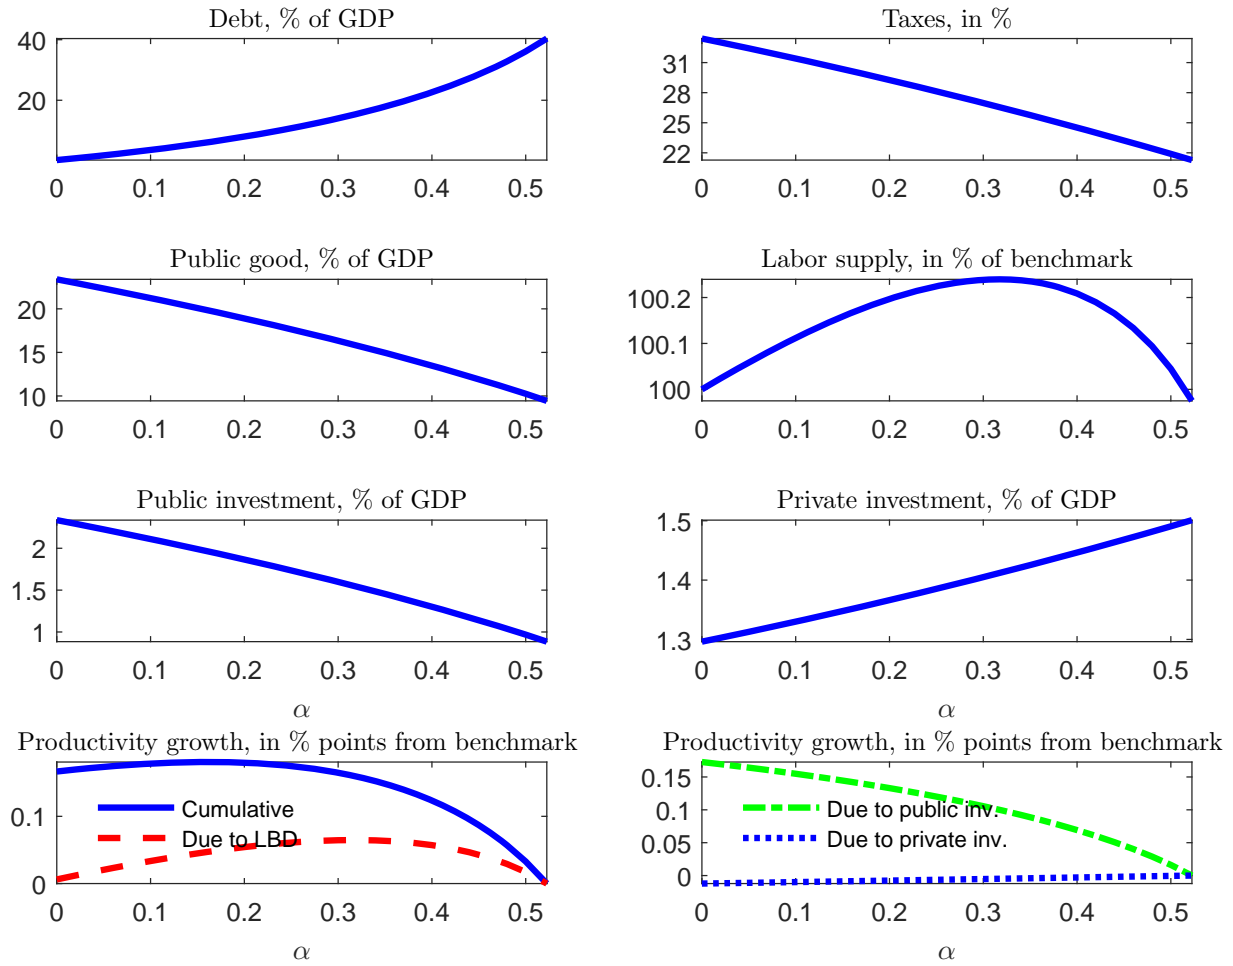 Debt, % of GDP
40
20
0 0.1 0.2 0.3 0.4 0.5
Taxes, in %
31
28
25
22
0 0.1 0.2 0.3 0.4 0.5
Public good, % of GDP
20
15
10
0 0.1 0.2 0.3 0.4 0.5
Labor supply, in % of benchmark
100.2
100.1
100
0 0.1 0.2 0.3 0.4 0.5
Public investment, % of GDP
2
1.5
1
0 0.1 0.2 0.3 0.4 0.5
α
Private investment, % of GDP
1.5
1.4
1.3
0 0.1 0.2 0.3 0.4 0.5
α
Productivity growth, in % points from benchmark
0.1
0
Cumulative
Due to LBD
0 0.1 0.2 0.3 0.4 0.5
α
Productivity growth, in % points from benchmark
0.15
0.1
0.05
0
Due to public inv.
Due to private inv.
0 0.1 0.2 0.3 0.4 0.5
α